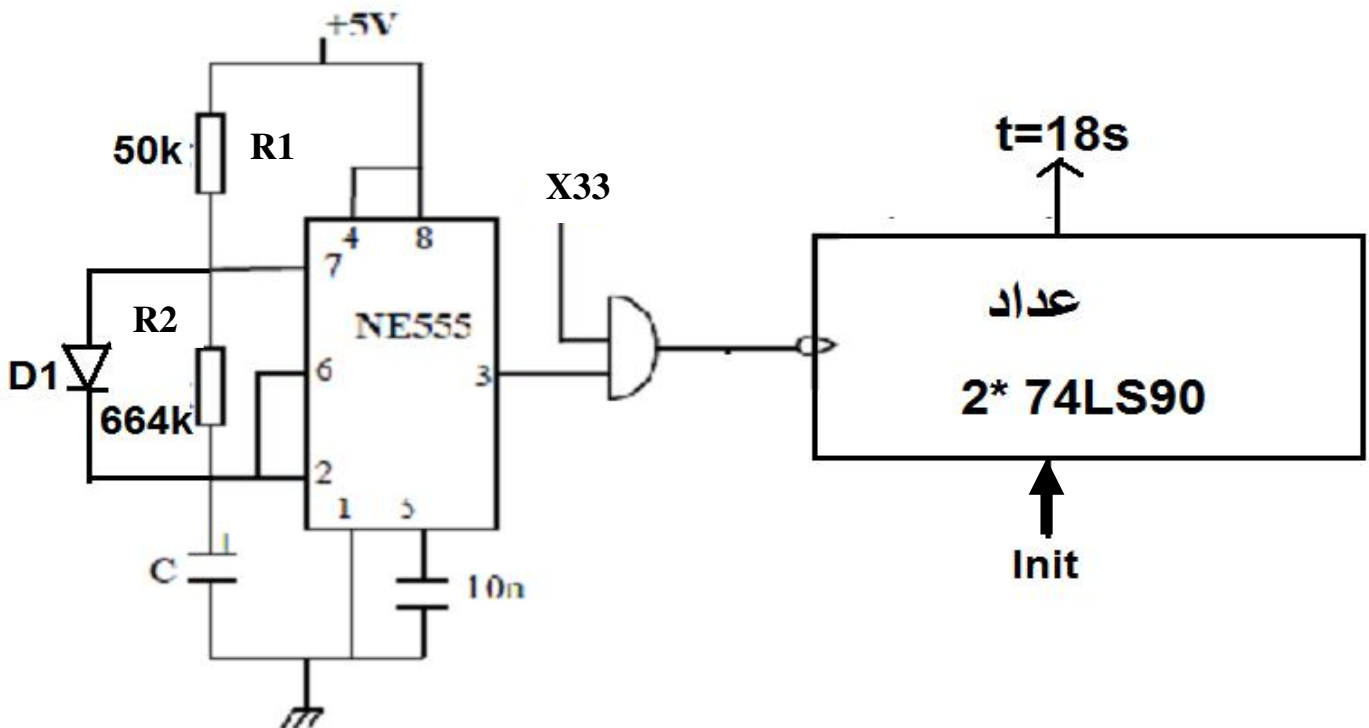 +5V
50k
R1
t=18s
X33
4
8
7
عداد
R2
NE555
D1
6
3
2* 74LS90
664k
2
1
5
Init
C
10n